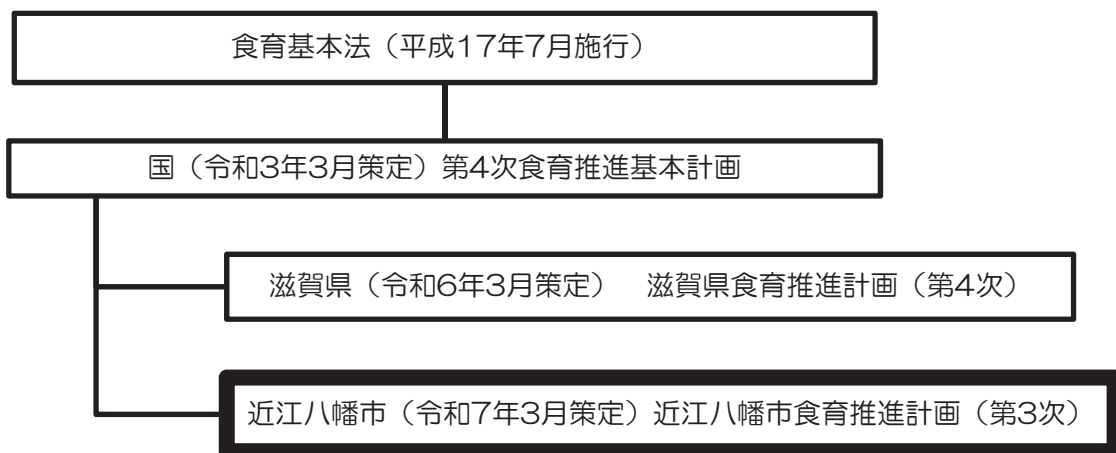 食育基本法（平成17年7月施行）
国（令和3年3月策定）第4次食育推進基本計画
滋賀県（令和6年3月策定）　滋賀県食育推進計画（第4次）
近江八幡市（令和7年3月策定）近江八幡市食育推進計画（第3次）